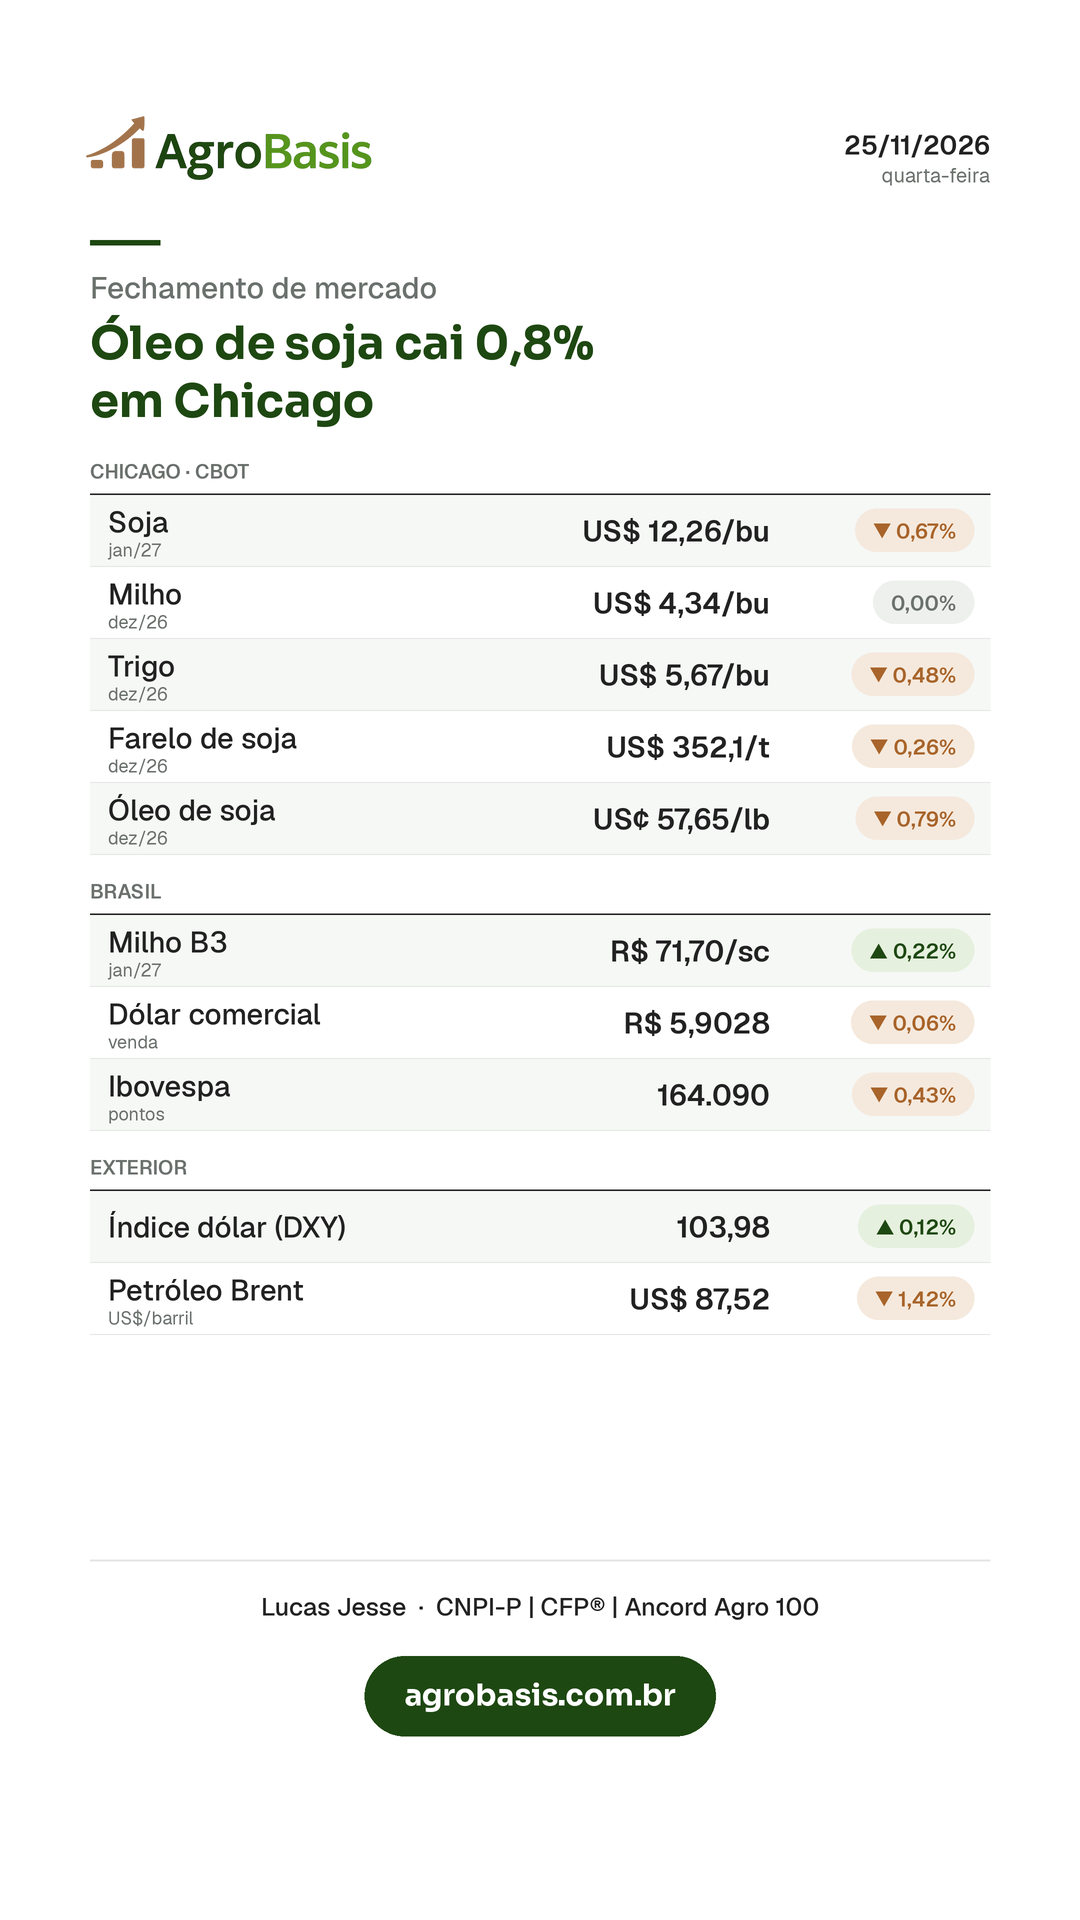 AgroBasis
25/11/2026
quarta-feira
Fechamento de mercado
Óleo de soja cai 0,8%
em Chicago
CHICAGO · CBOT
Soja
jan/27
US$ 12,26/bu
▼ 0,67%
Milho
dez/26
US$ 4,34/bu
0,00%
Trigo
dez/26
US$ 5,67/bu
▼ 0,48%
Farelo de soja
dez/26
US$ 352,1/t
▼ 0,26%
Óleo de soja
dez/26
US¢ 57,65/lb
▼ 0,79%
BRASIL
Milho B3
jan/27
R$ 71,70/sc
▲ 0,22%
Dólar comercial
venda
R$ 5,9028
▼ 0,06%
Ibovespa
pontos
164.090
▼ 0,43%
EXTERIOR
Índice dólar (DXY)
103,98
▲ 0,12%
Petróleo Brent
US$/barril
US$ 87,52
▼ 1,42%
Lucas Jesse · CNPI-P | CFP® | Ancord Agro 100
agrobasis.com.br